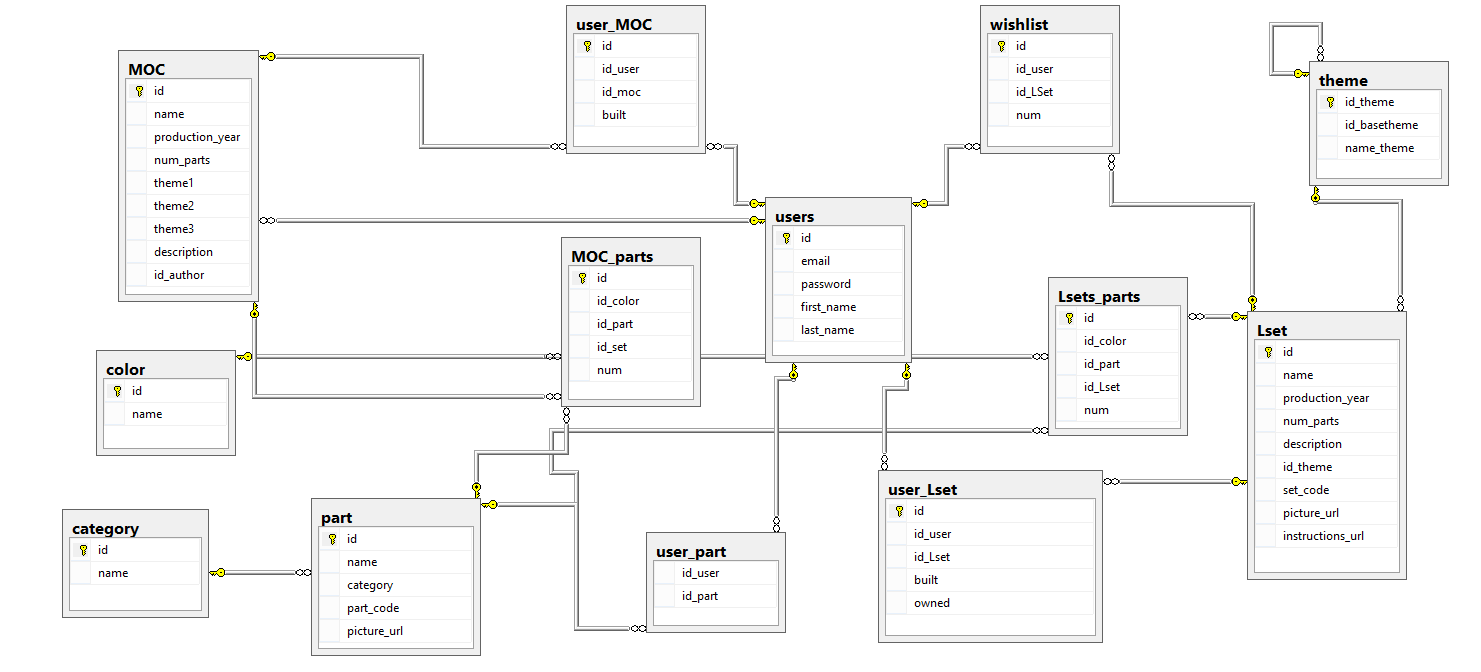 user_MOC
id
id_user
id_moc
built
wishlist
id
id_user
id_LSet
num
MOC
id
name
production_year
num_parts
theme1
theme2
theme3
description
id_author
theme
id_theme
id_basetheme
name_theme
users
id
email
password
first_name
last_name
MOC_parts
id
id_color
id_part
id_set
num
Lsets_parts
id
id_color
id_part
id_Lset
num
Lset
id
name
production_year
num_parts
description
id_theme
set_code
picture_url
instructions_url
color
id
name
user_Lset
id
id_user
id_Lset
built
owned
part
id
name
category
part_code
picture_url
category
id
name
user_part
id_user
id_part